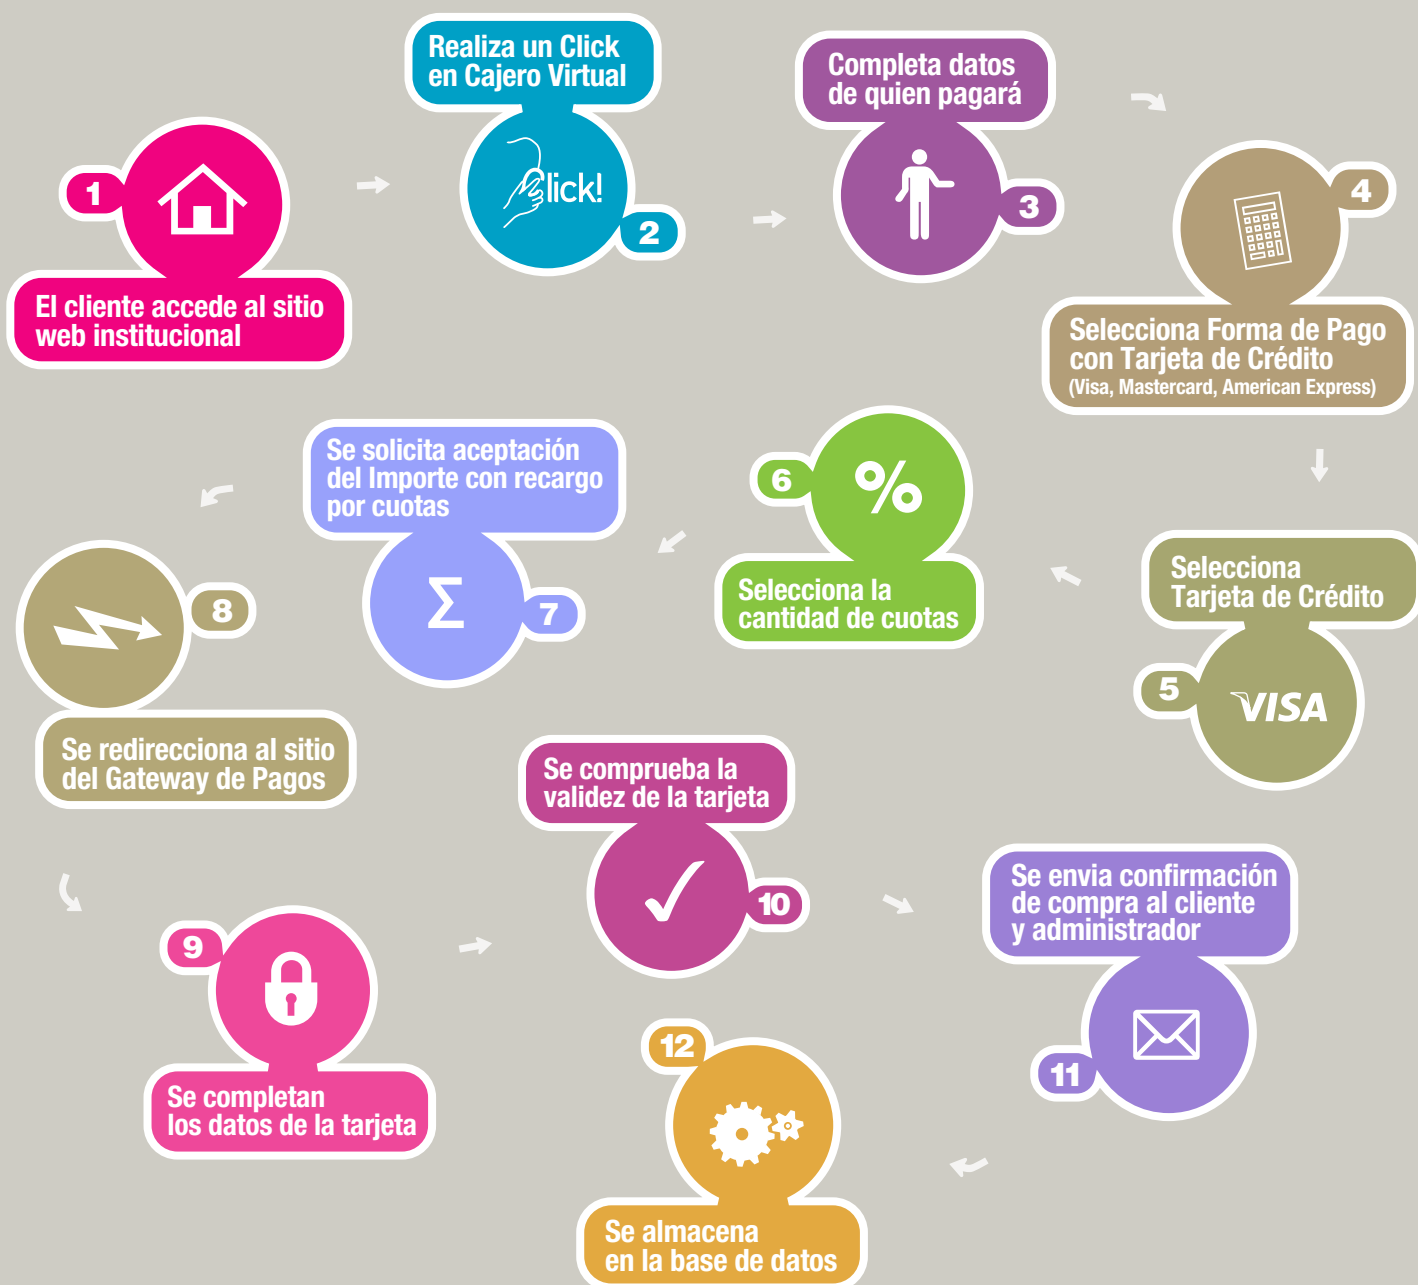 1
El cliente accede al sitio
web institucional
Realiza un Click
en Cajero Virtual
lick!
2
Completa datos
de quien pagará
3
4
Selecciona Forma de Pago
con Tarjeta de Crédito
(Visa, Mastercard, American Express)
Selecciona
Tarjeta de Crédito
5
VISA
6
%
Selecciona la
cantidad de cuotas
Se solicita aceptación
del Importe con recargo
por cuotas
Σ
7
8
Se redirecciona al sitio
del Gateway de Pagos
9
Se completan
los datos de la tarjeta
Se comprueba la
validez de la tarjeta
10
Se envia confirmación
de compra al cliente
y administrador
11
12
Se almacena
en la base de datos